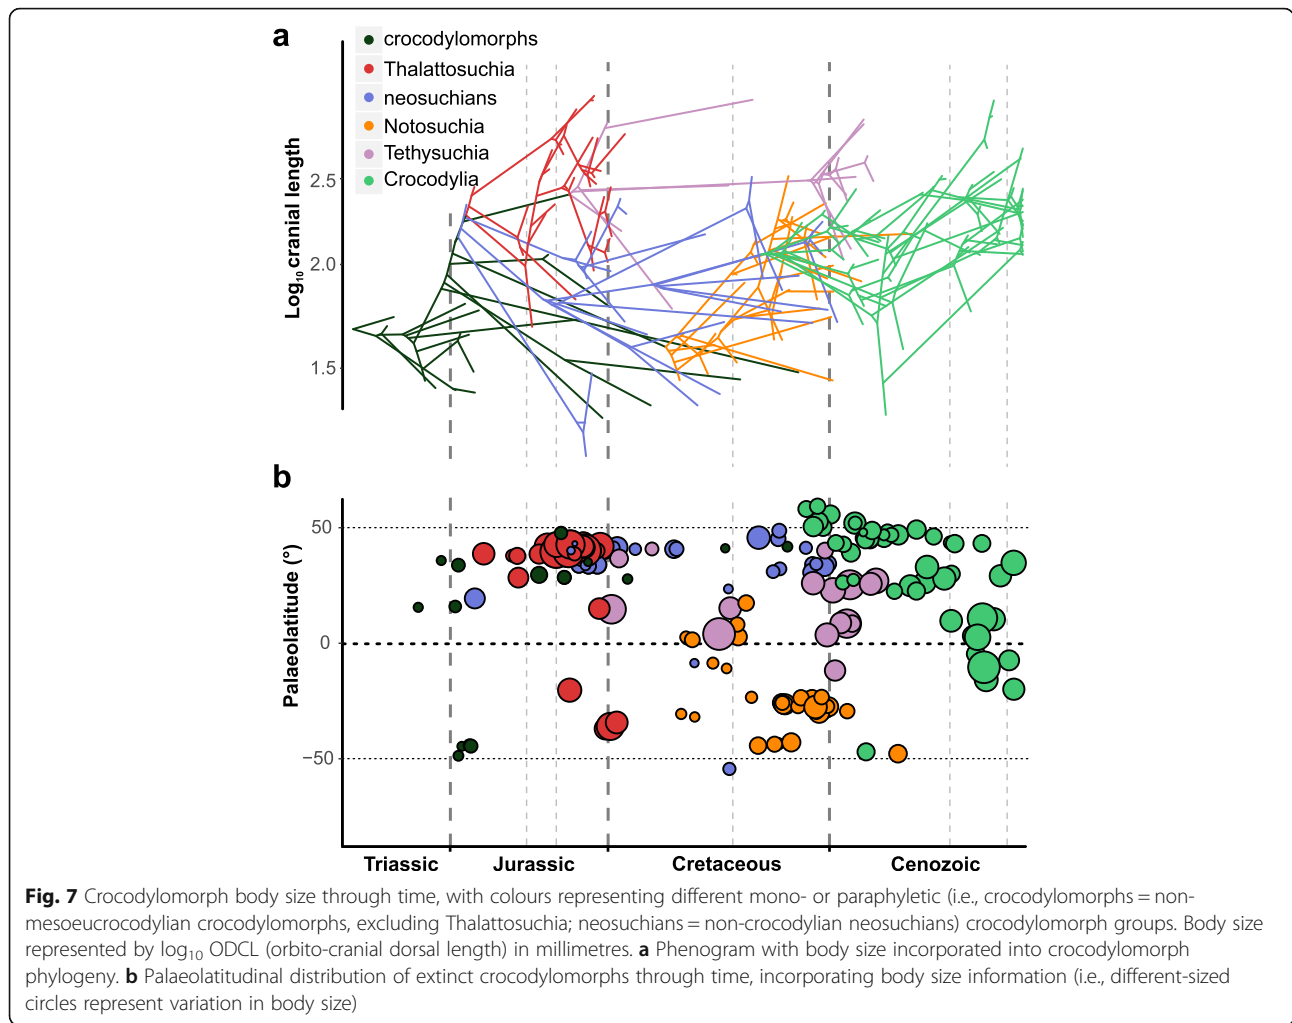 a
crocodylomorphs
Thalattosuchia
neosuchians
Notosuchia
Tethysuchia
Crocodylia
Log10 cranial length
2.5
2.0
1.5
b
Palaeolatitude (°)
50
0
−50
Triassic
Jurassic
Cretaceous
Cenozoic
Fig. 7 Crocodylomorph body size through time, with colours representing different mono- or paraphyletic (i.e., crocodylomorphs = non-
mesoeucrocodylian crocodylomorphs, excluding Thalattosuchia; neosuchians = non-crocodylian neosuchians) crocodylomorph groups. Body size
represented by log10 ODCL (orbito-cranial dorsal length) in millimetres. a Phenogram with body size incorporated into crocodylomorph
phylogeny. b Palaeolatitudinal distribution of extinct crocodylomorphs through time, incorporating body size information (i.e., different-sized
circles represent variation in body size)